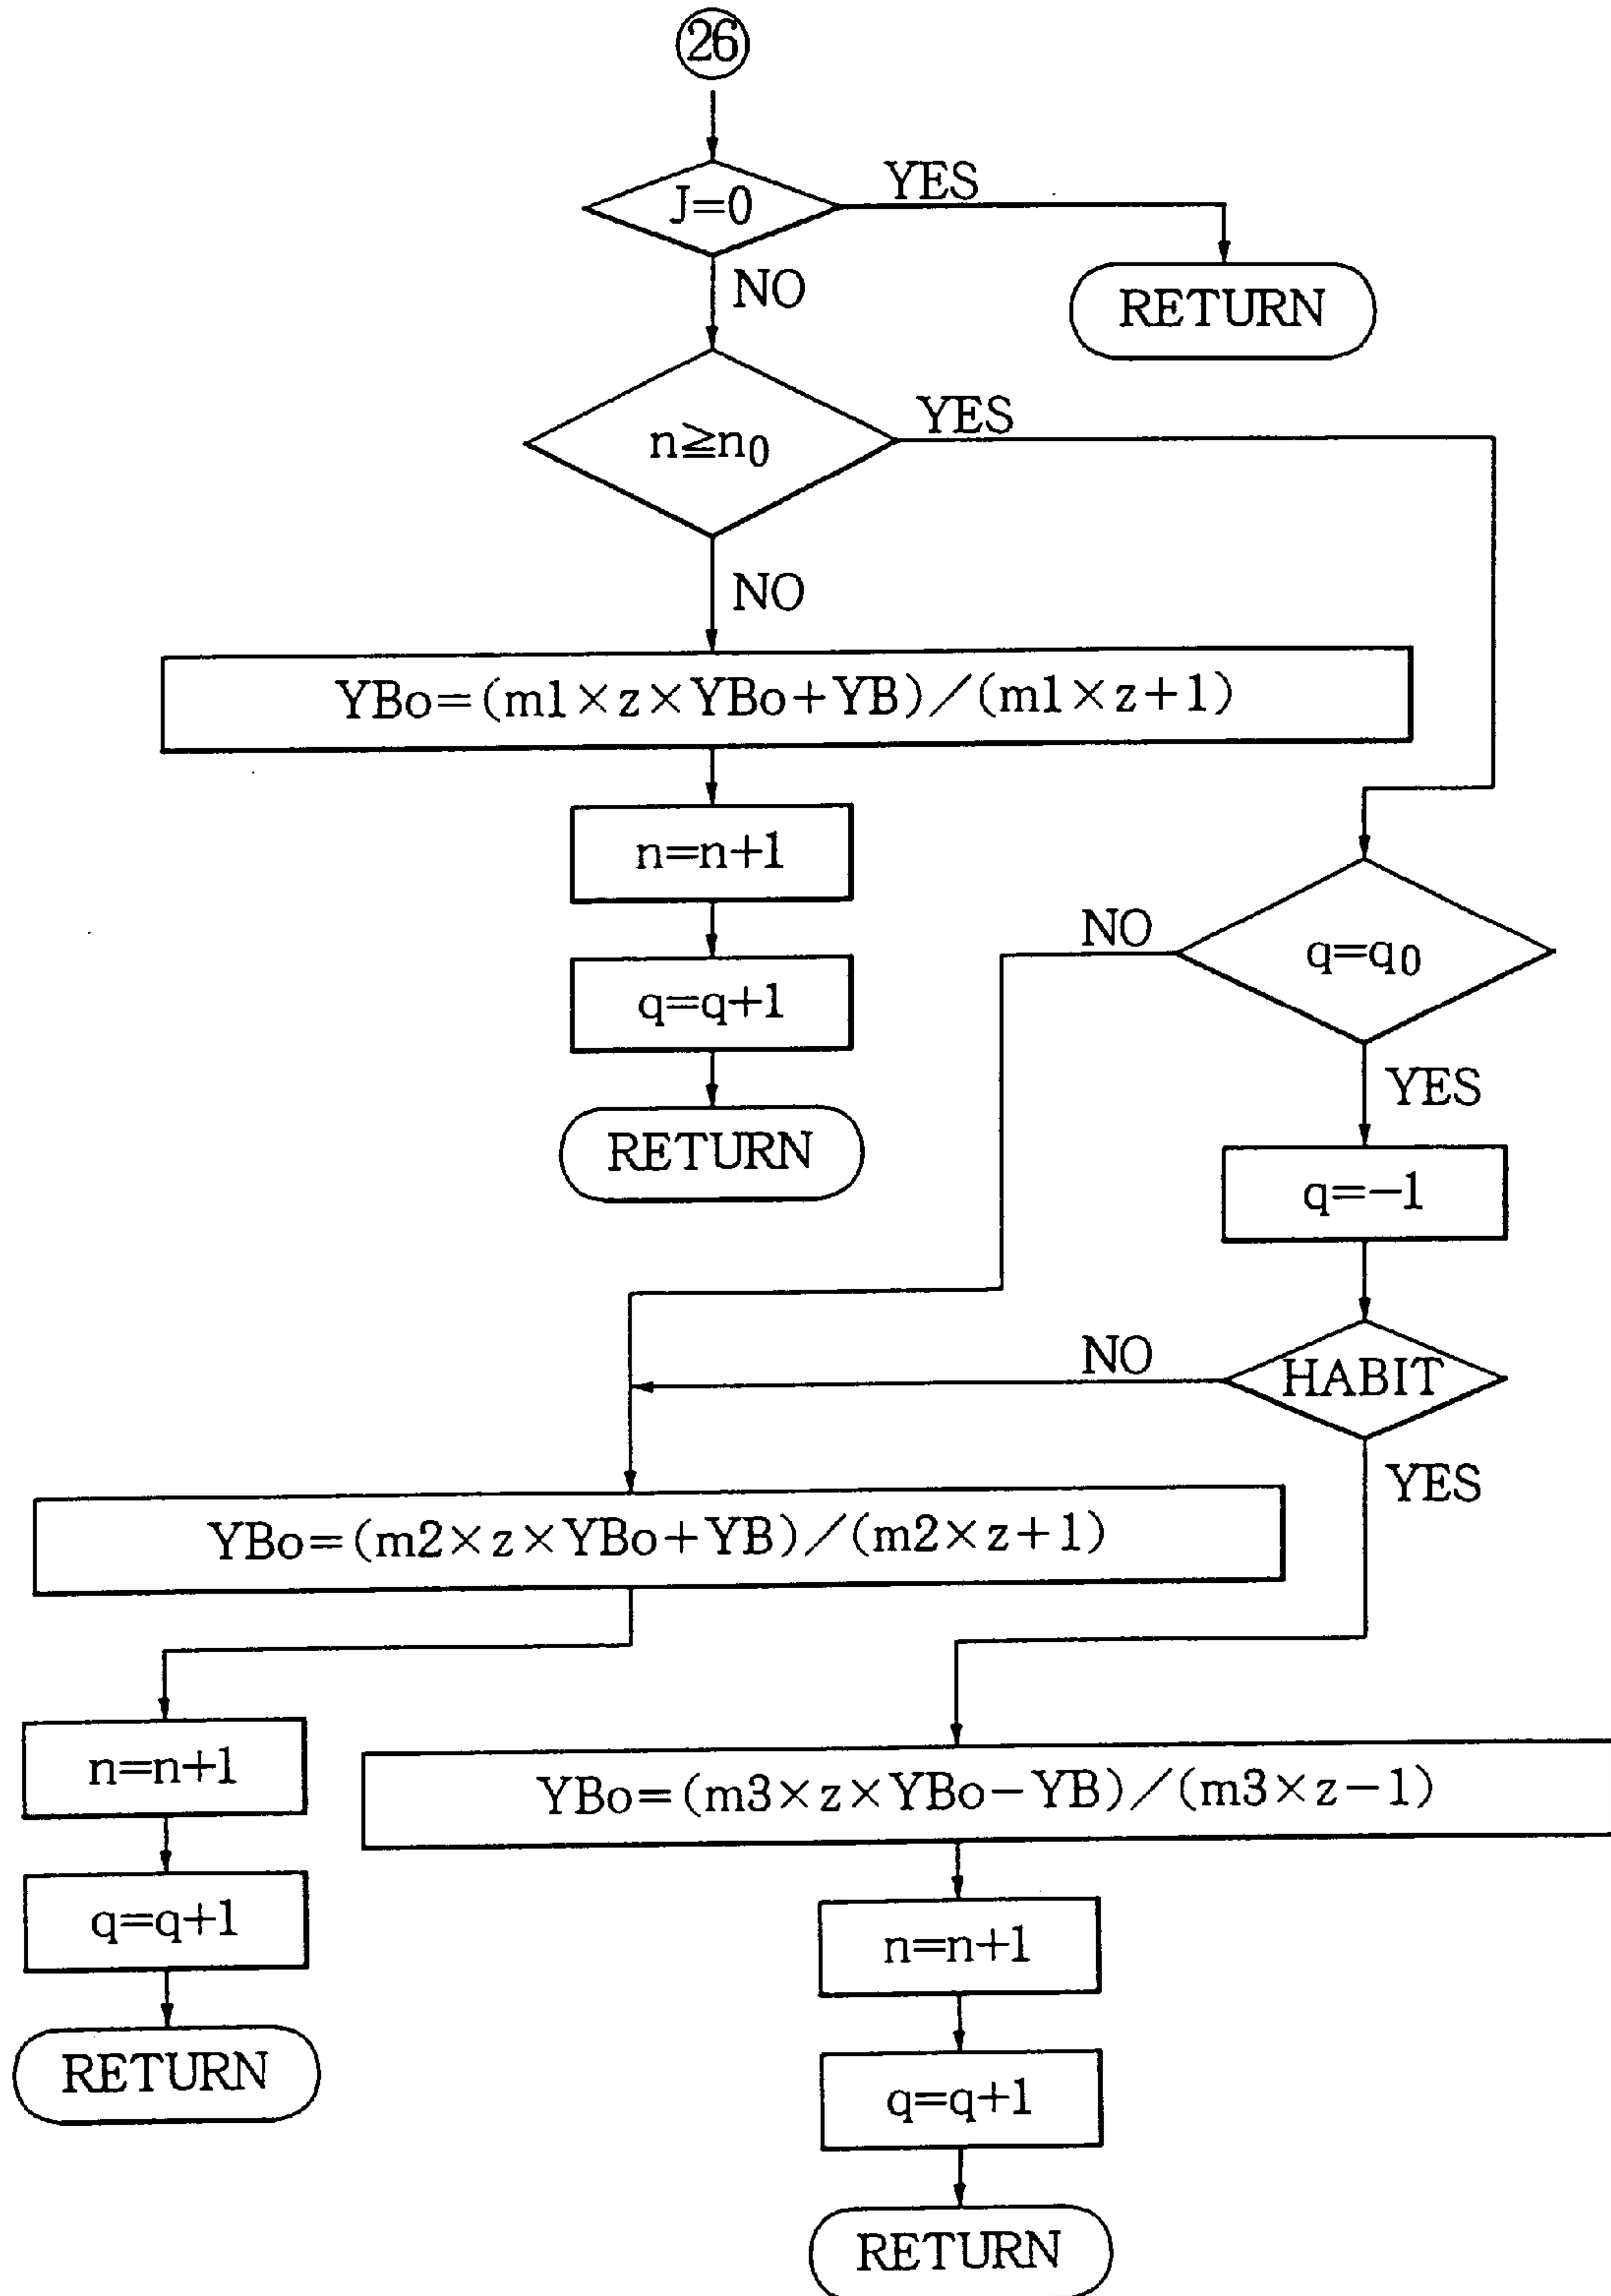 26
J=0
YES
RETURN
NO
n≧n0
YES
NO
YBo=(m1×z×YBo+YB)/(m1×z+1)
n=n+1
q=q+1
RETURN
q=q0
NO
YES
q=-1
HABIT
NO
YES
YBo=(m2×z×YBo+YB)/(m2×z+1)
n=n+1
q=q+1
RETURN
YBo=(m3×z×YBo-YB)/(m3×z-1)
n=n+1
q=q+1
RETURN